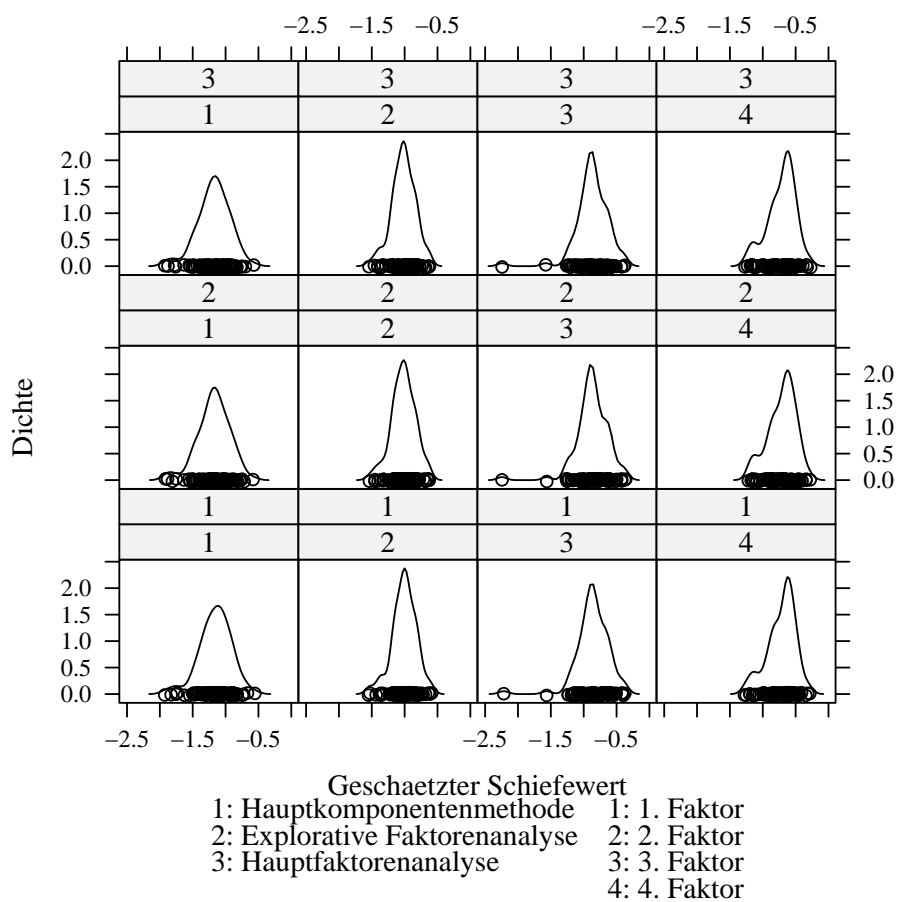 −2.5 −1.5 −0.5 −2.5 −1.5 −0.5
3 3 3 3
1 2 3 4
2.0
1.5
1.0
0.5
0.0
2 2 2 2
1 2 3 4
Dichte
2.0
1.5
1.0
0.5
0.0
1 1 1 1
1 2 3 4
2.0
1.5
1.0
0.5
0.0
−2.5 −1.5 −0.5 −2.5 −1.5 −0.5
Geschaetzter Schiefewert
1: Hauptkomponentenmethode 1: 1. Faktor
2: Explorative Faktorenanalyse 2: 2. Faktor
3: Hauptfaktorenanalyse 3: 3. Faktor
4: 4. Faktor